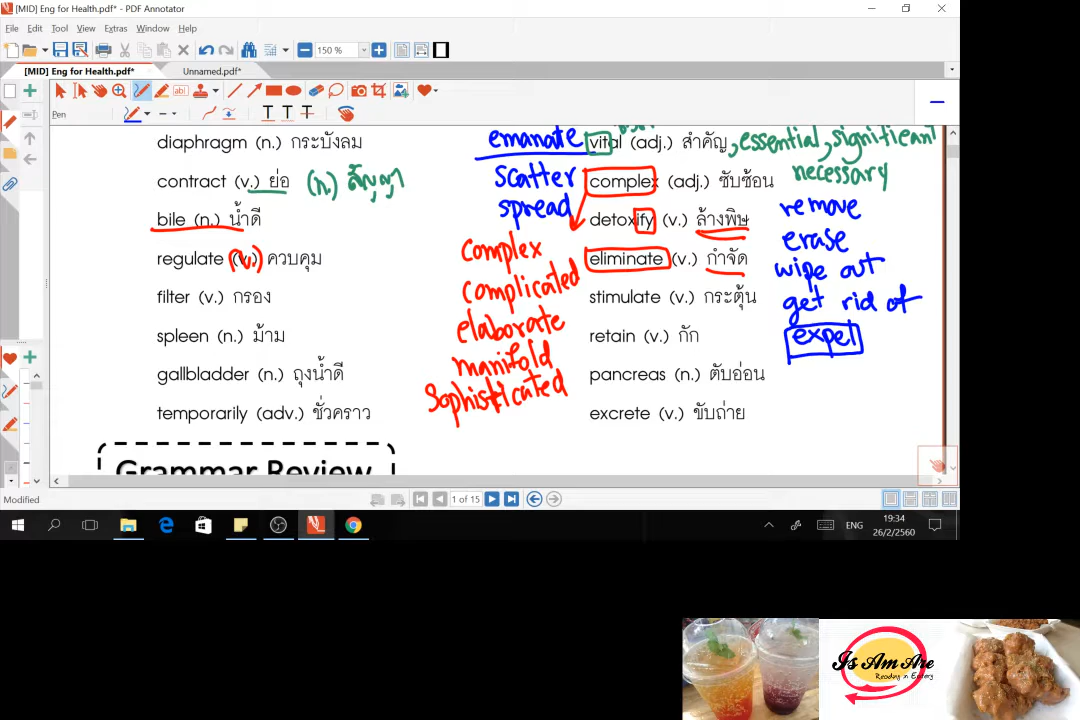 [MID] Eng for Health.pdf* - PDF Annotator
File Edit View Tool Extras Window Help
150 %
[MID] Eng for Health.pdf* Unnamed.pdf*
Pen
diaphragm (n.) กระบังลม
contract (v.) ย่อ (n.) สัญญา
bile (n.) น้ำดี
regulate (v.) ควบคุม
filter (v.) กรอง
spleen (n.) ม้าม
gallbladder (n.) ถุงน้ำดี
temporarily (adv.) ชั่วคราว
emanate
scatter
spread
complex
complicated
elaborate
manifold
sophisticated
vital (adj.) สำคัญ, essential, significant
necessary
complex (adj.) ซับซ้อน
detoxify (v.) ล้างพิษ
eliminate (v.) กำจัด
stimulate (v.) กระตุ้น
retain (v.) กัก
pancreas (n.) ตับอ่อน
excrete (v.) ขับถ่าย
remove
erase
wipe out
get rid of
expel
Grammar Review
Modified
1 of 15
ENG
19:34
26/2/2560
Is Am Are
Reading n Eatery